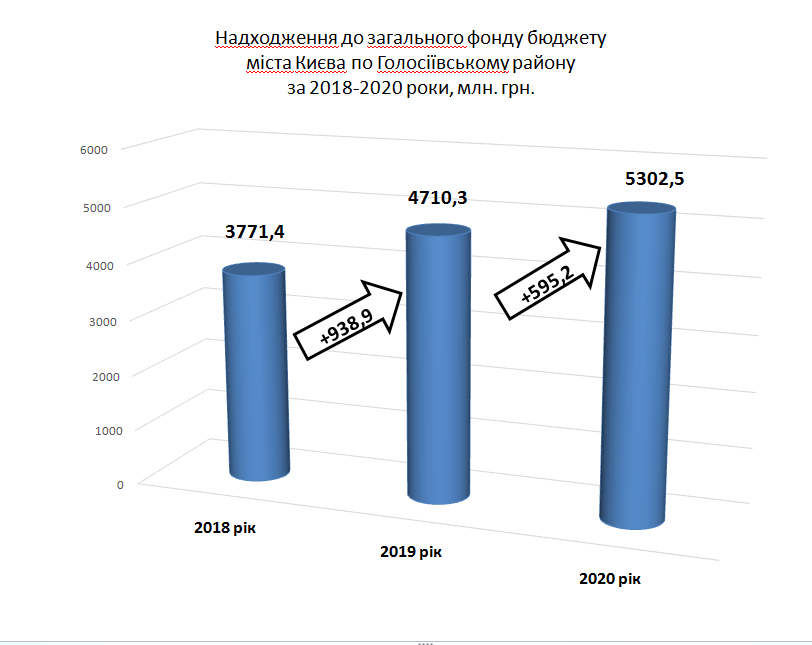 Надходження до загального фонду бюджету
міста Києва по Голосіївському району
за 2018-2020 роки, млн. грн.
6000
5000
4000
3000
2000
1000
0
3771,4
4710,3
5302,5
+938,9
+595,2
2018 рік
2019 рік
2020 рік